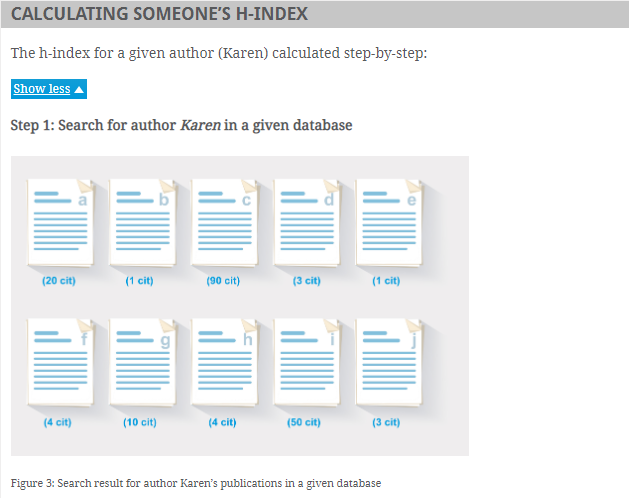 CALCULATING SOMEONE’S H-INDEX
The h-index for a given author (Karen) calculated step-by-step:
Show less ▲
Step 1: Search for author Karen in a given database
a b c d e
(20 cit) (1 cit) (90 cit) (3 cit) (1 cit)
f g h i j
(4 cit) (10 cit) (4 cit) (50 cit) (3 cit)
Figure 3: Search result for author Karen’s publications in a given database